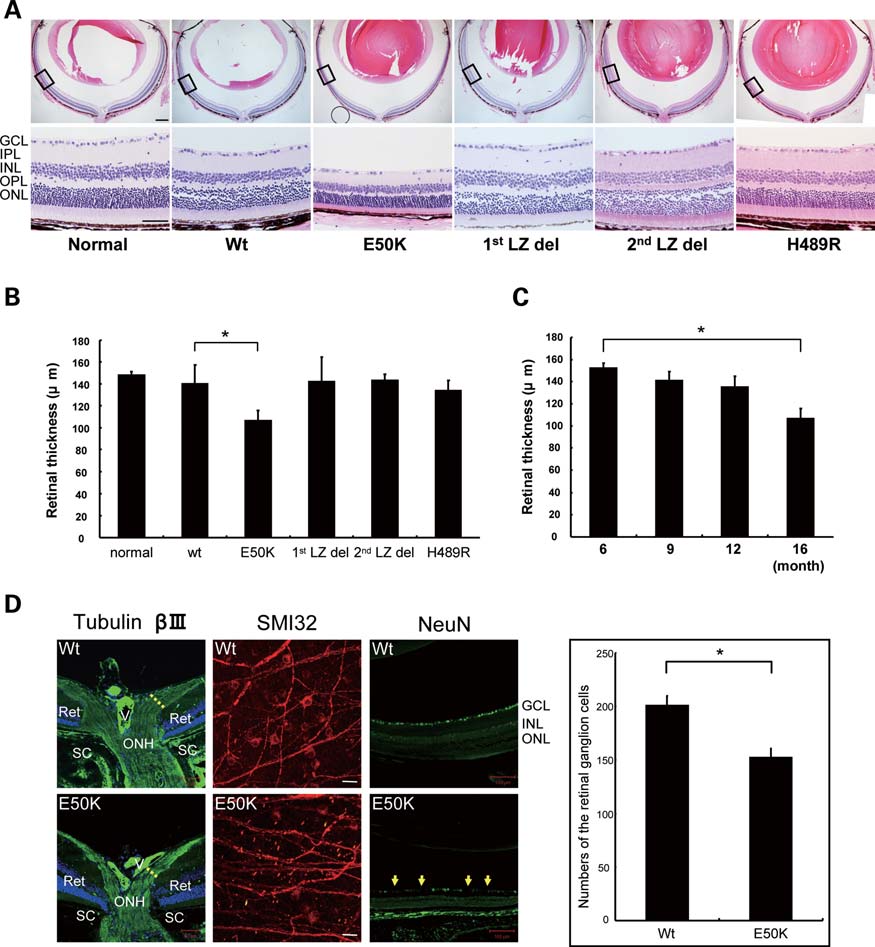 A
GCL
IPL
INL
OPL
ONL
Normal Wt E50K 1st LZ del 2nd LZ del H489R
B
Retinal thickness (μ m)
180
160
140
120
100
80
60
40
20
0
normal wt E50K 1st LZ del 2nd LZ del H489R
*
C
Retinal thickness (μ m)
180
160
140
120
100
80
60
40
20
0
6 9 12 16
(month)
*
D
Tubulin βIII SMI32 NeuN
Wt Wt Wt
Ret V Ret
ONH
SC SC
GCL
INL
ONL
E50K E50K E50K
V
Ret Ret
ONH
SC SC
Numbers of the retinal ganglion cells
250
200
150
100
50
0
Wt E50K
*